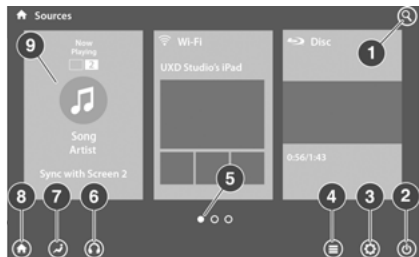 Sources
9
Now
Playing
2
Song
Artist
Sync with Screen 2
Wi-Fi
UXD Studio's iPad
Disc
1
0:56/1:43
5
8
7
6
4
3
2